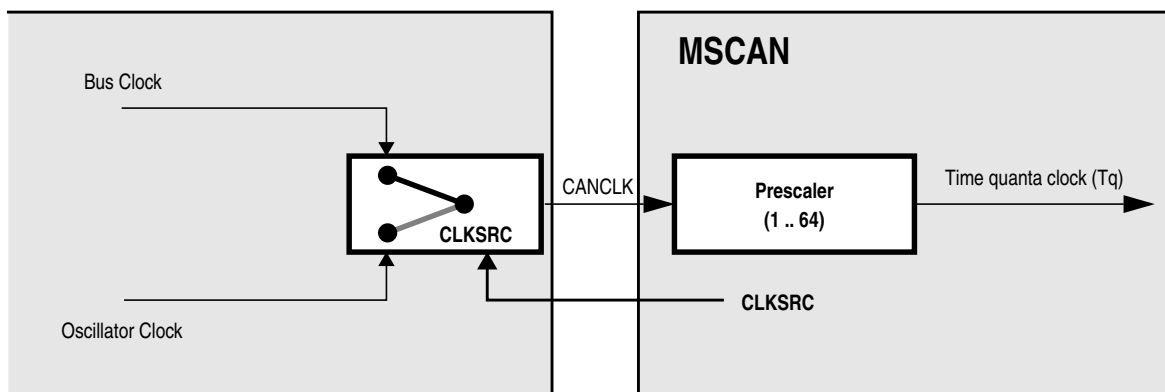 MSCAN
Bus Clock
CANCLK
Prescaler
(1 .. 64)
Time quanta clock (Tq)
CLKSRC
CLKSRC
Oscillator Clock